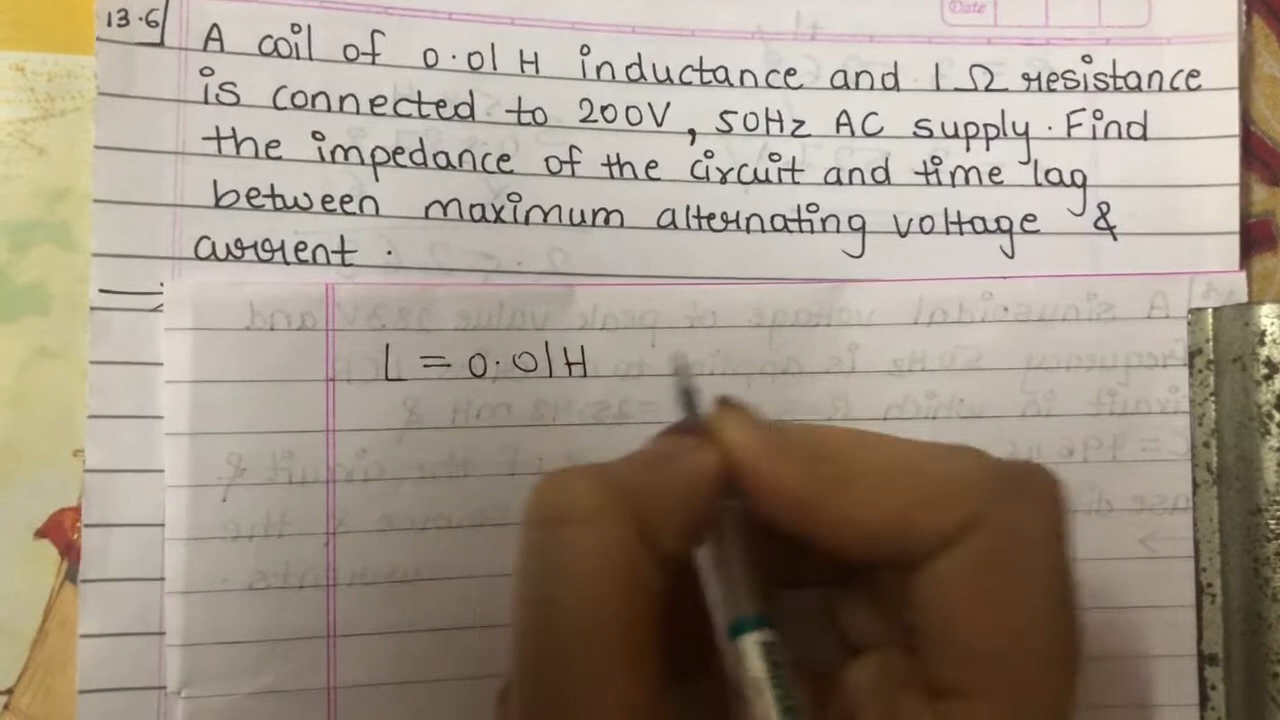 Date
13.6
A coil of 0.01 H inductance and 1 Ω resistance
is connected to 200V, 50Hz AC supply. Find
the impedance of the circuit and time lag
between maximum alternating voltage &
current.
L = 0.01H